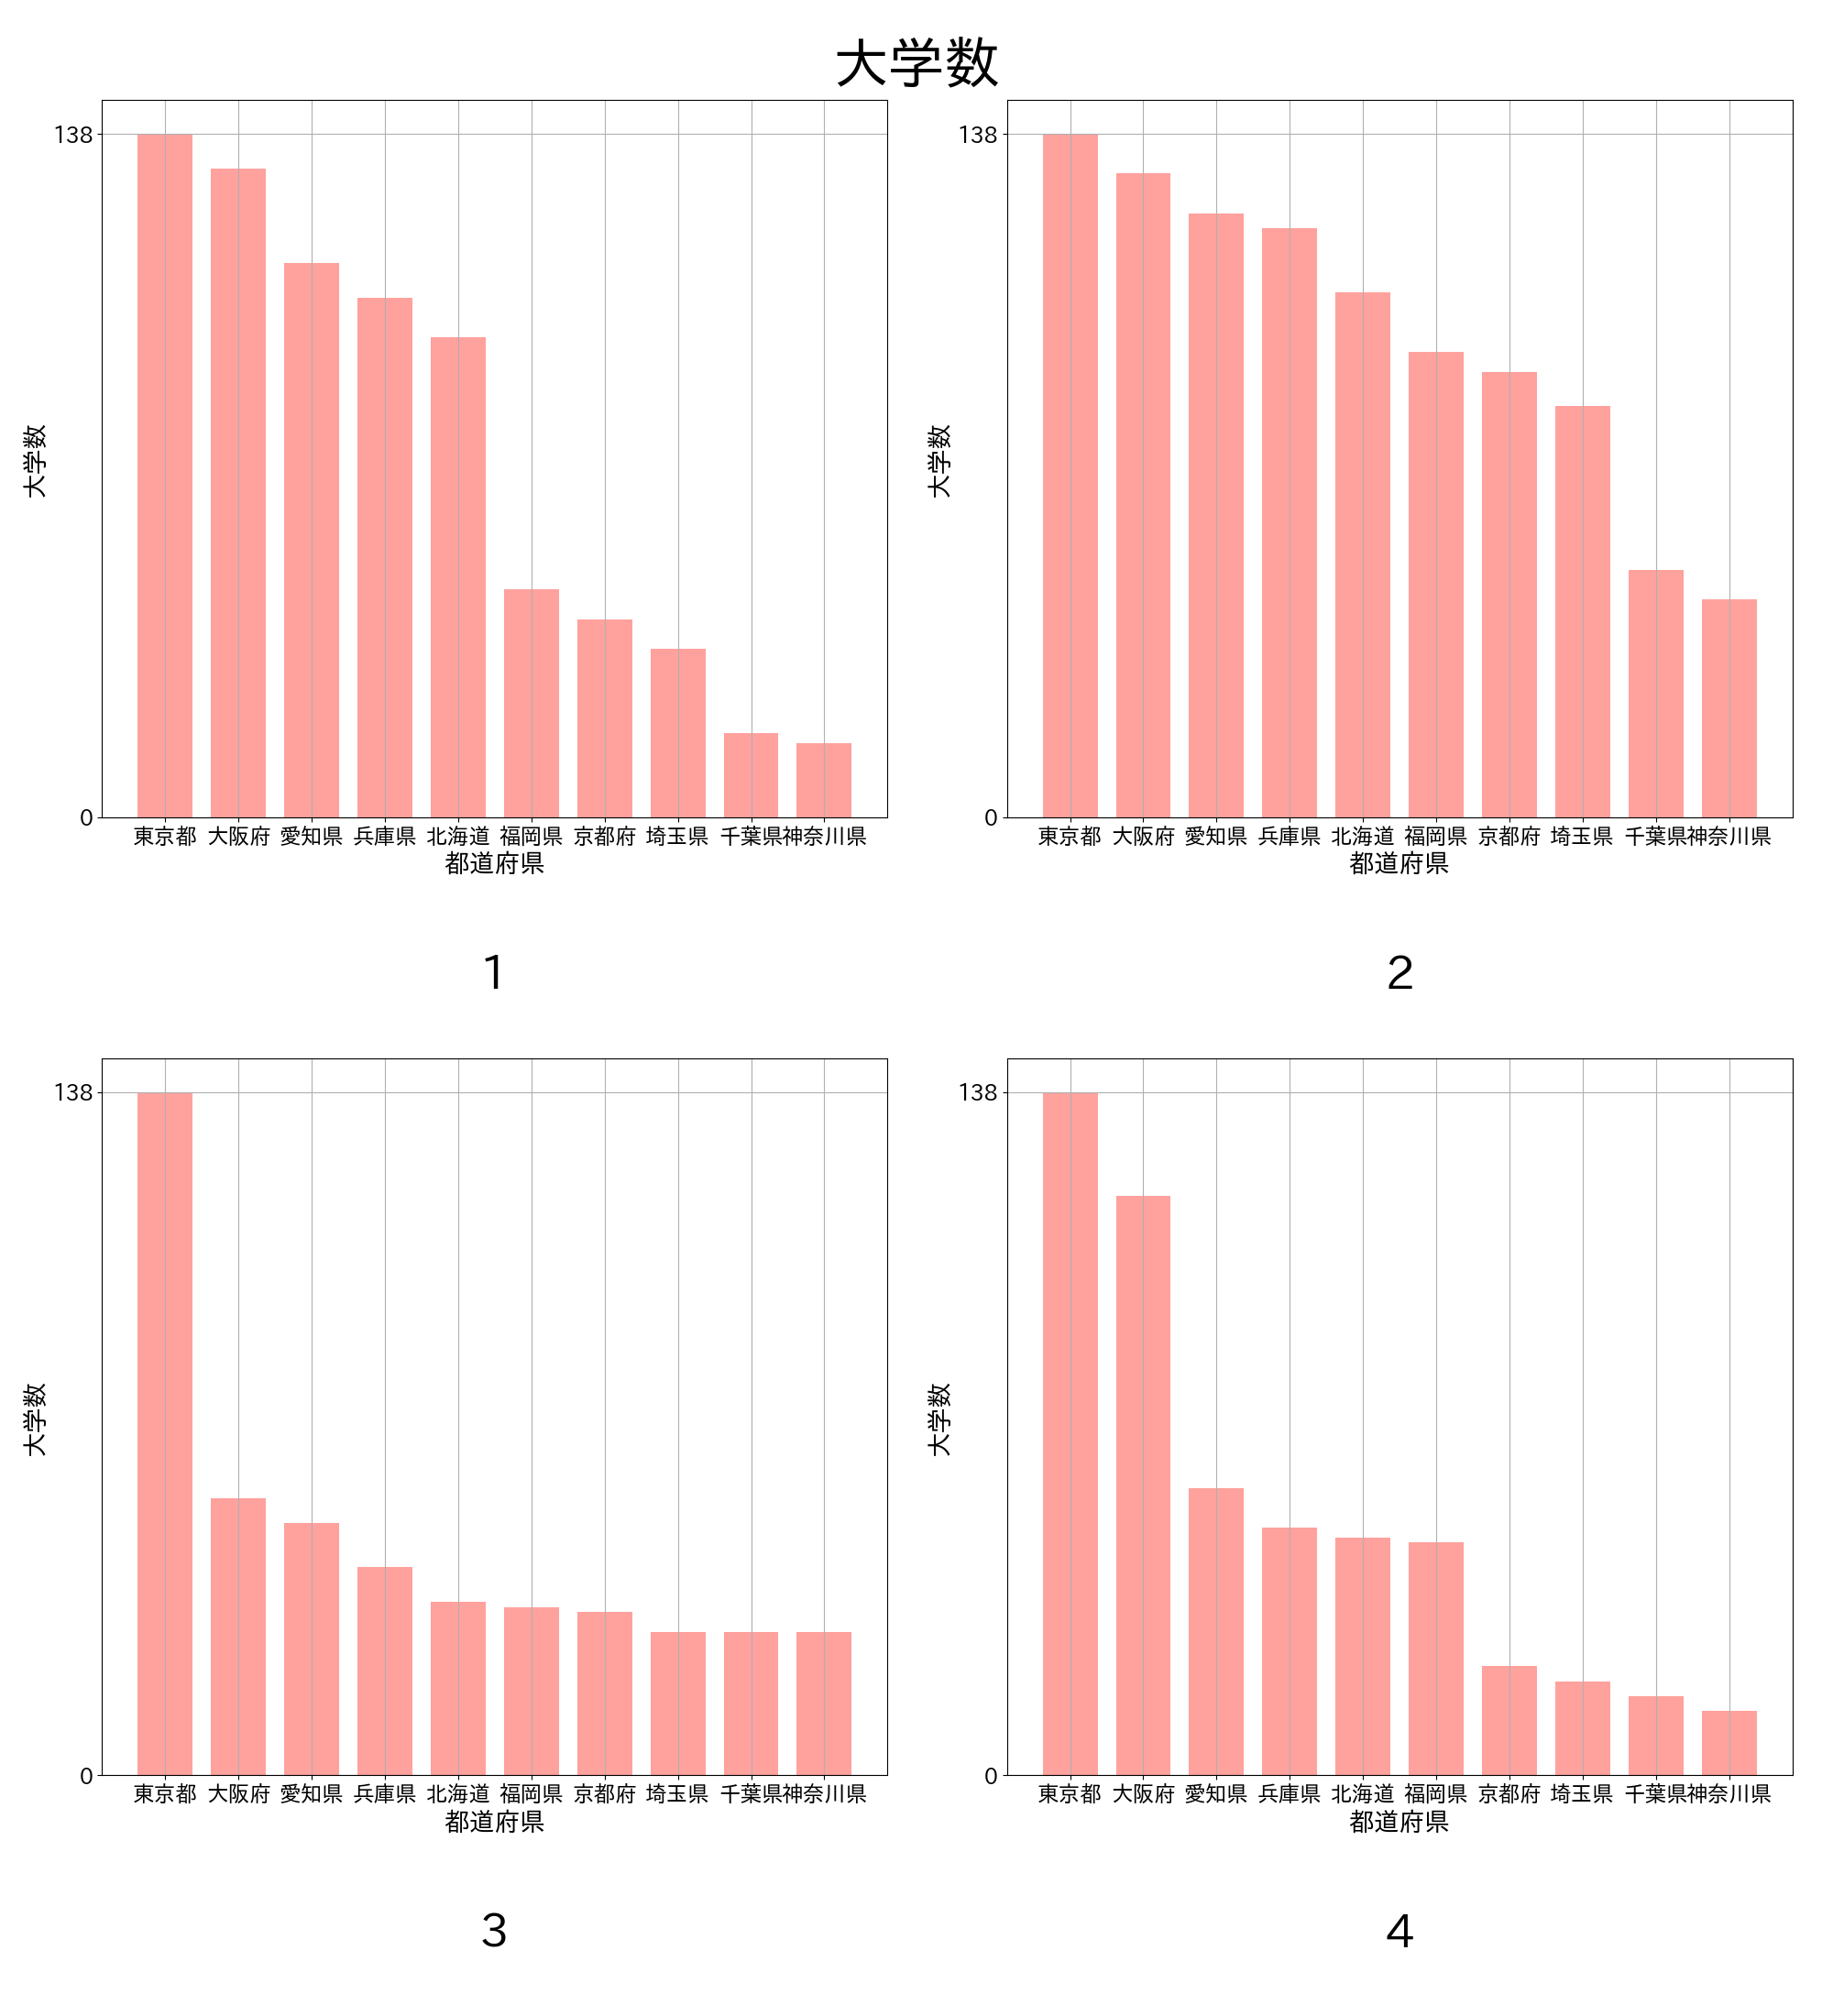 大学数
138
0
大学数
東京都 大阪府 愛知県 兵庫県 北海道 福岡県 京都府 埼玉県 千葉県 神奈川県
都道府県
1
138
0
大学数
東京都 大阪府 愛知県 兵庫県 北海道 福岡県 京都府 埼玉県 千葉県 神奈川県
都道府県
2
138
0
大学数
東京都 大阪府 愛知県 兵庫県 北海道 福岡県 京都府 埼玉県 千葉県 神奈川県
都道府県
3
138
0
大学数
東京都 大阪府 愛知県 兵庫県 北海道 福岡県 京都府 埼玉県 千葉県 神奈川県
都道府県
4